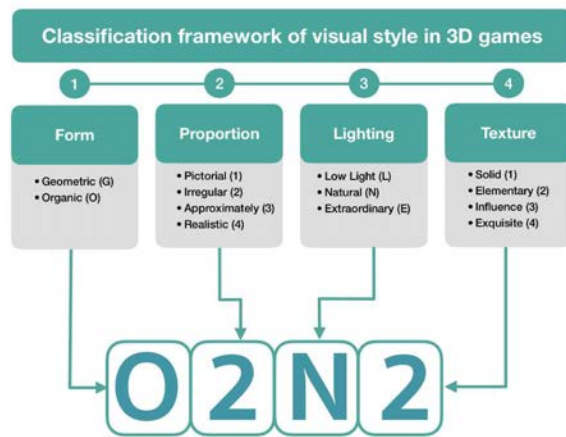 Classification framework of visual style in 3D games
1
2
3
4
Form
• Geometric (G)
• Organic (O)
Proportion
• Pictorial (1)
• Irregular (2)
• Approximately (3)
• Realistic (4)
Lighting
• Low Light (L)
• Natural (N)
• Extraordinary (E)
Texture
• Solid (1)
• Elementary (2)
• Influence (3)
• Exquisite (4)
O2N2